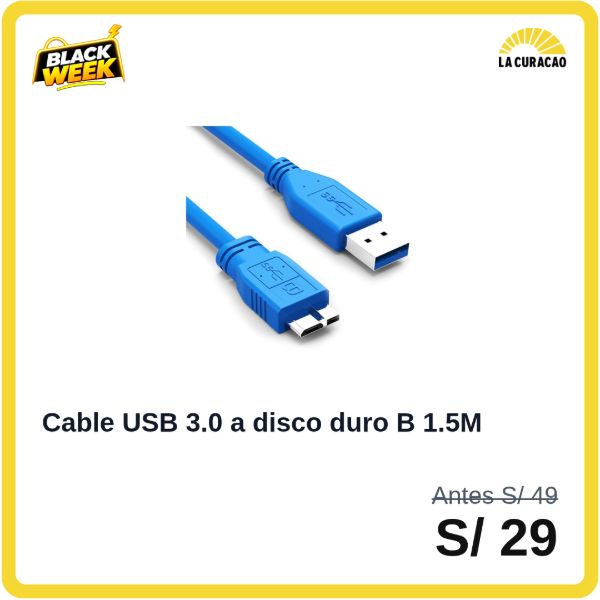 BLACK
WEEK
LA CURACAO
Cable USB 3.0 a disco duro B 1.5M
Antes S/ 49
S/ 29